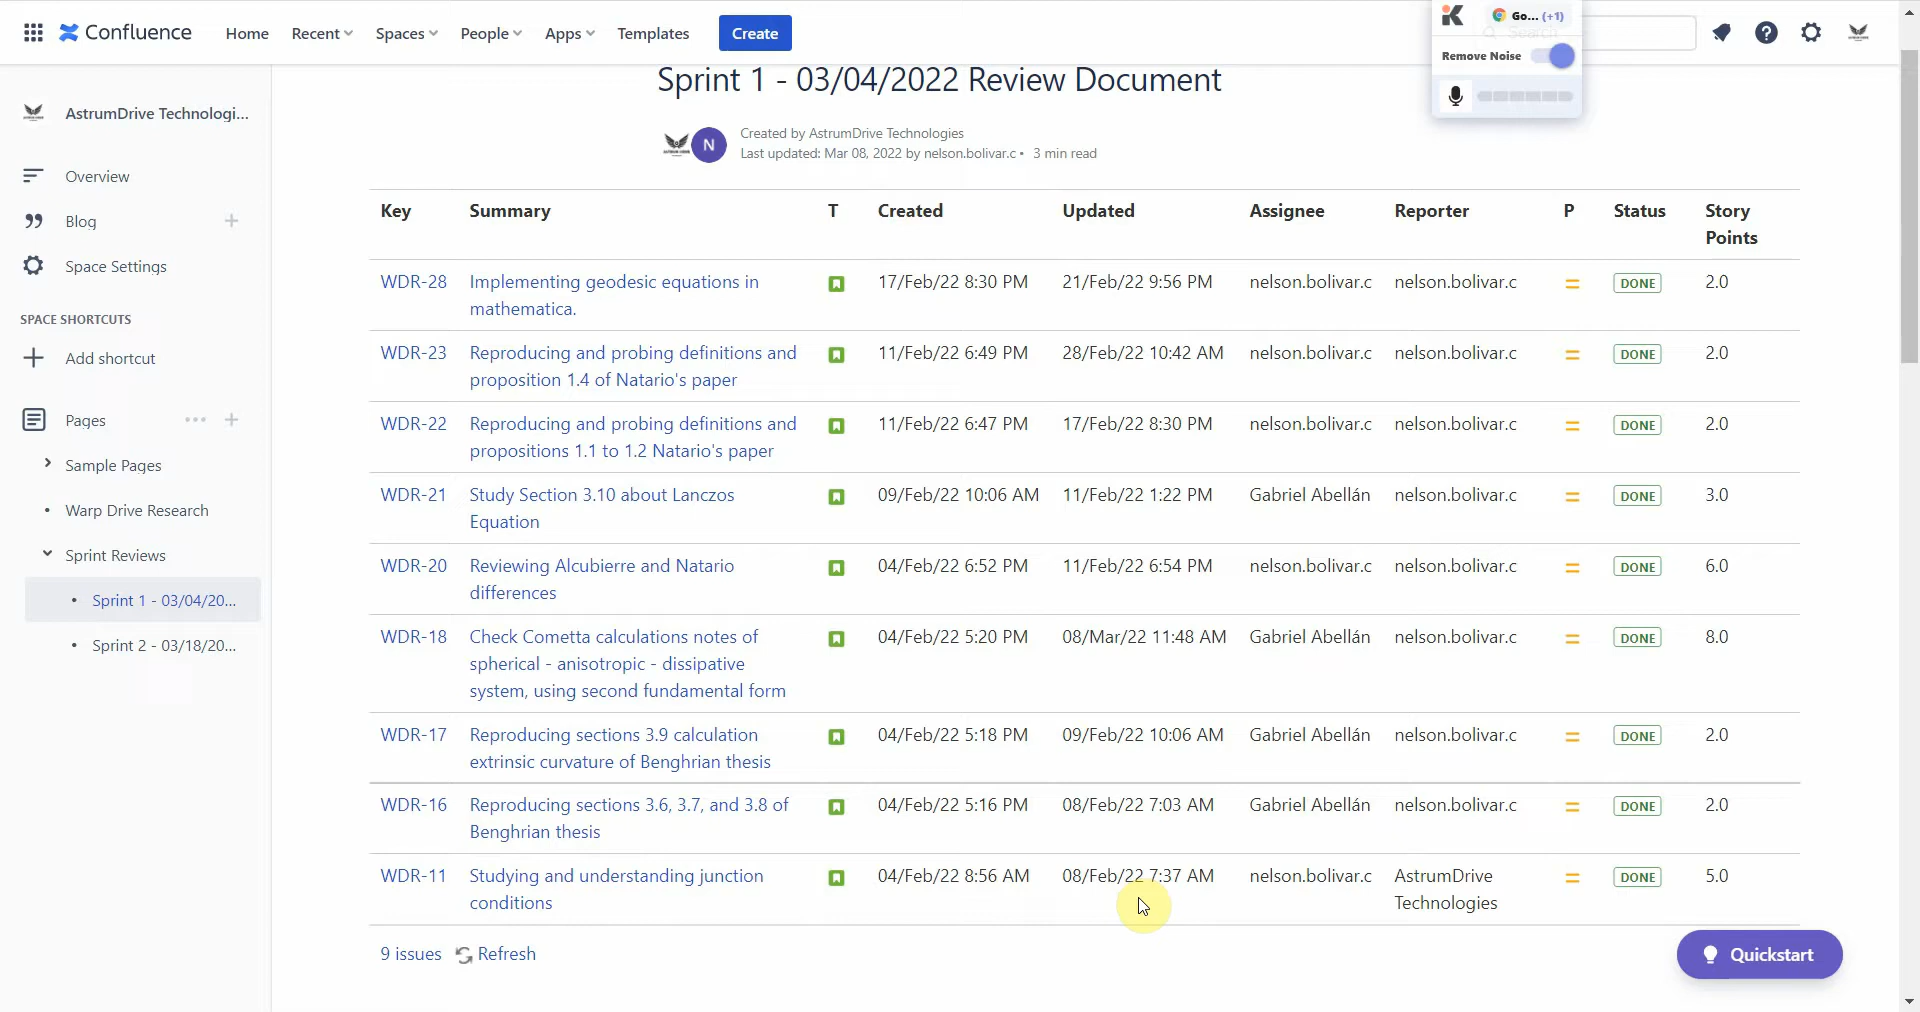 Confluence
Home
Recent
Spaces
People
Apps
Templates
Create
Go... (+1)
Search
Remove Noise
AstrumDrive Technologi...
Overview
Blog
Space Settings
SPACE SHORTCUTS
Add shortcut
Pages
Sample Pages
Warp Drive Research
Sprint Reviews
Sprint 1 - 03/04/20...
Sprint 2 - 03/18/20...
Sprint 1 - 03/04/2022 Review Document
N
Created by AstrumDrive Technologies
Last updated: Mar 08, 2022 by nelson.bolivar.c • 3 min read
Key Summary T Created Updated Assignee Reporter P Status Story
Points
WDR-28 Implementing geodesic equations in 17/Feb/22 8:30 PM 21/Feb/22 9:56 PM nelson.bolivar.c nelson.bolivar.c DONE 2.0
mathematica.
WDR-23 Reproducing and probing definitions and 11/Feb/22 6:49 PM 28/Feb/22 10:42 AM nelson.bolivar.c nelson.bolivar.c DONE 2.0
proposition 1.4 of Natario's paper
WDR-22 Reproducing and probing definitions and 11/Feb/22 6:47 PM 17/Feb/22 8:30 PM nelson.bolivar.c nelson.bolivar.c DONE 2.0
propositions 1.1 to 1.2 Natario's paper
WDR-21 Study Section 3.10 about Lanczos 09/Feb/22 10:06 AM 11/Feb/22 1:22 PM Gabriel Abellán nelson.bolivar.c DONE 3.0
Equation
WDR-20 Reviewing Alcubierre and Natario 04/Feb/22 6:52 PM 11/Feb/22 6:54 PM nelson.bolivar.c nelson.bolivar.c DONE 6.0
differences
WDR-18 Check Cometta calculations notes of 04/Feb/22 5:20 PM 08/Mar/22 11:48 AM Gabriel Abellán nelson.bolivar.c DONE 8.0
spherical - anisotropic - dissipative
system, using second fundamental form
WDR-17 Reproducing sections 3.9 calculation 04/Feb/22 5:18 PM 09/Feb/22 10:06 AM Gabriel Abellán nelson.bolivar.c DONE 2.0
extrinsic curvature of Benghrian thesis
WDR-16 Reproducing sections 3.6, 3.7, and 3.8 of 04/Feb/22 5:16 PM 08/Feb/22 7:03 AM Gabriel Abellán nelson.bolivar.c DONE 2.0
Benghrian thesis
WDR-11 Studying and understanding junction 04/Feb/22 8:56 AM 08/Feb/22 7:37 AM nelson.bolivar.c AstrumDrive DONE 5.0
conditions Technologies
9 issues Refresh
Quickstart